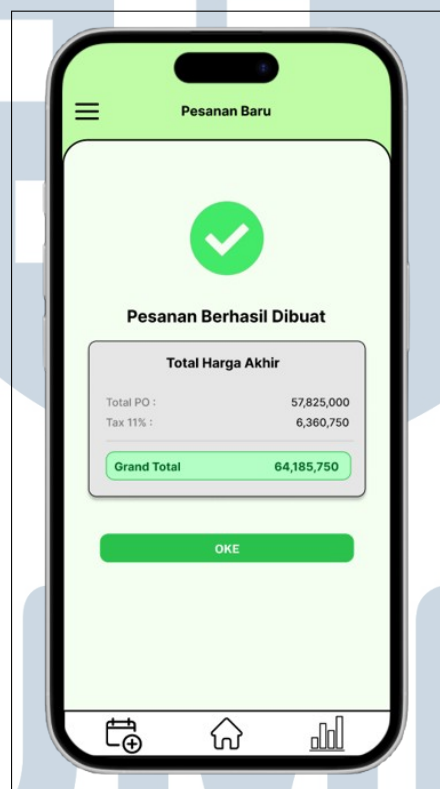 Pesanan Baru
Pesanan Berhasil Dibuat
Total Harga Akhir
Total PO : 57,825,000
Tax 11% : 6,360,750
Grand Total 64,185,750
OKE